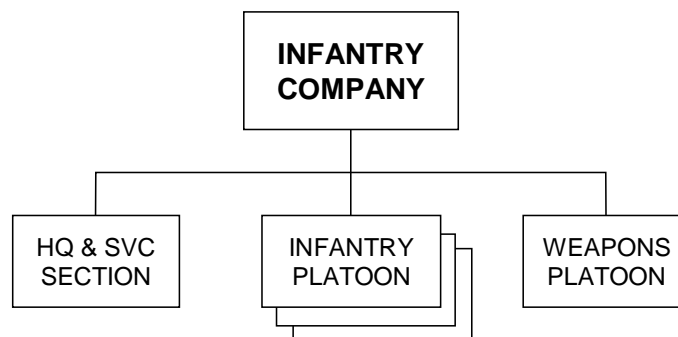 INFANTRY
COMPANY
HQ & SVC
SECTION
INFANTRY
PLATOON
WEAPONS
PLATOON